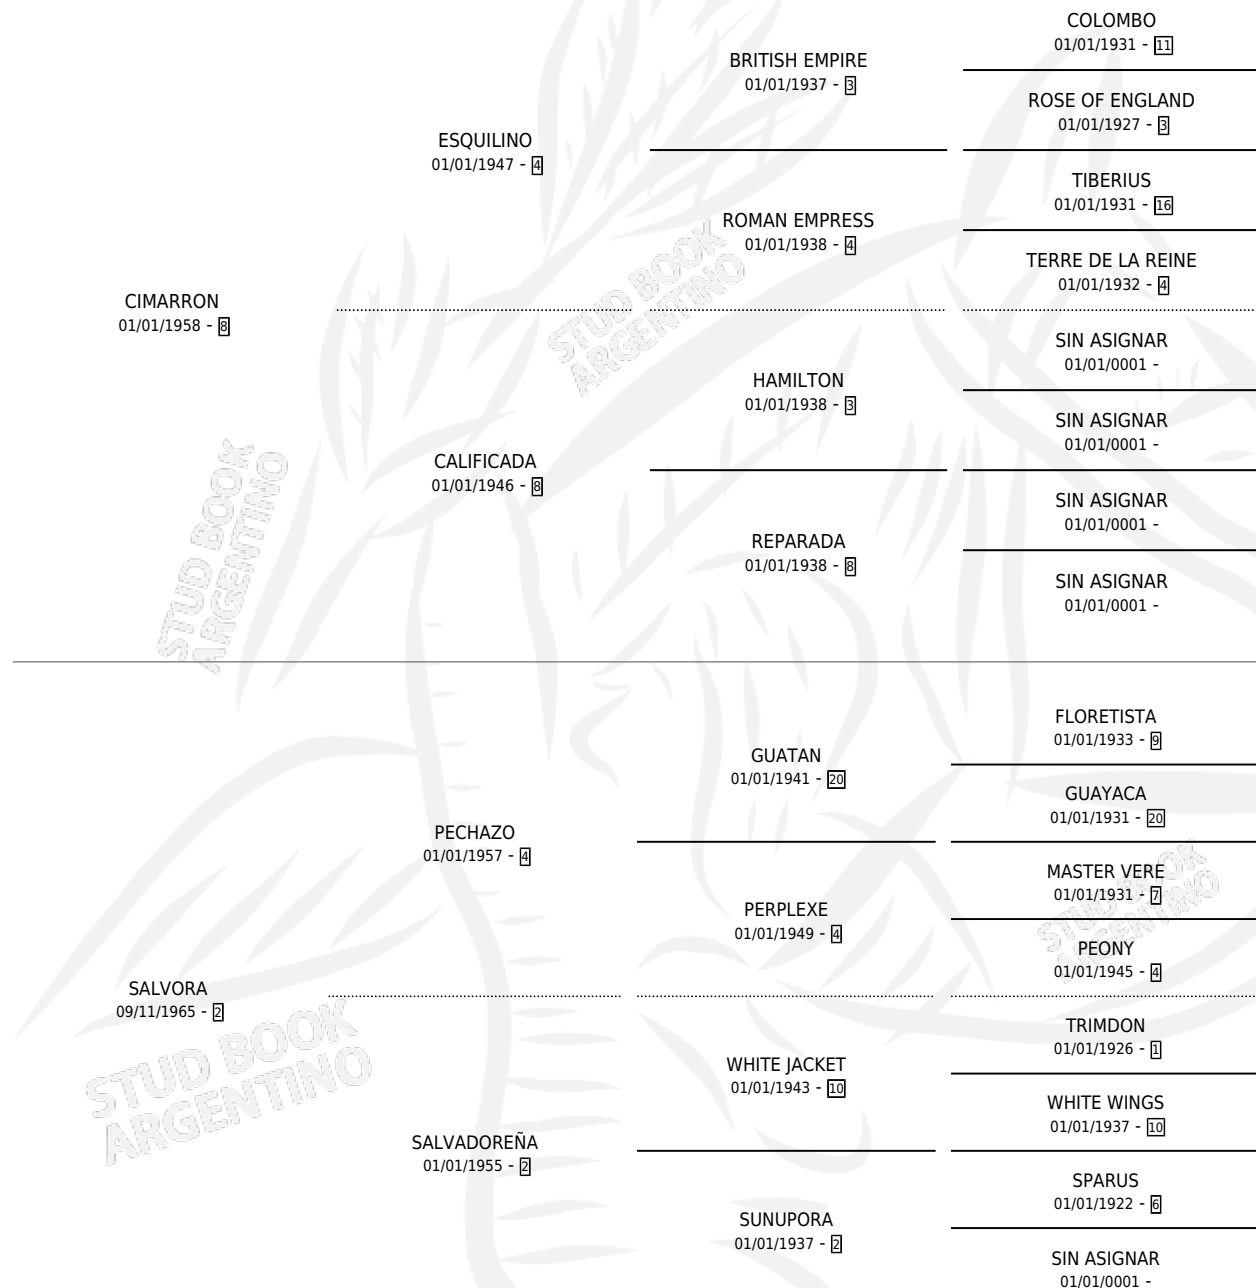 COLOMBO
01/01/1931 - 11
BRITISH EMPIRE
01/01/1937 - 3
ROSE OF ENGLAND
01/01/1927 - 3
ESQUILINO
01/01/1947 - 4
TIBERIUS
01/01/1931 - 16
ROMAN EMPRESS
01/01/1938 - 4
TERRE DE LA REINE
01/01/1932 - 4
STUD BOOK
ARGENTINO
CIMARRON
01/01/1958 - 8
SIN ASIGNAR
01/01/0001 -
HAMILTON
01/01/1938 - 3
SIN ASIGNAR
01/01/0001 -
CALIFICADA
01/01/1946 - 8
SIN ASIGNAR
01/01/0001 -
REPARADA
01/01/1938 - 8
SIN ASIGNAR
01/01/0001 -
STUD BOOK
ARGENTINO
FLORETISTA
01/01/1933 - 9
GUATAN
01/01/1941 - 20
GUAYACA
01/01/1931 - 20
PECHAZO
01/01/1957 - 4
MASTER VERE
01/01/1931 - 7
PERPLEXE
01/01/1949 - 4
PEONY
01/01/1945 - 4
STUD BOOK
ARGENTINO
SALVORA
09/11/1965 - 2
STUD BOOK
ARGENTINO
TRIMDON
01/01/1926 - 1
WHITE JACKET
01/01/1943 - 10
WHITE WINGS
01/01/1937 - 10
SALVADOREÑA
01/01/1955 - 2
SPARUS
01/01/1922 - 6
SUNUPORA
01/01/1937 - 2
SIN ASIGNAR
01/01/0001 -